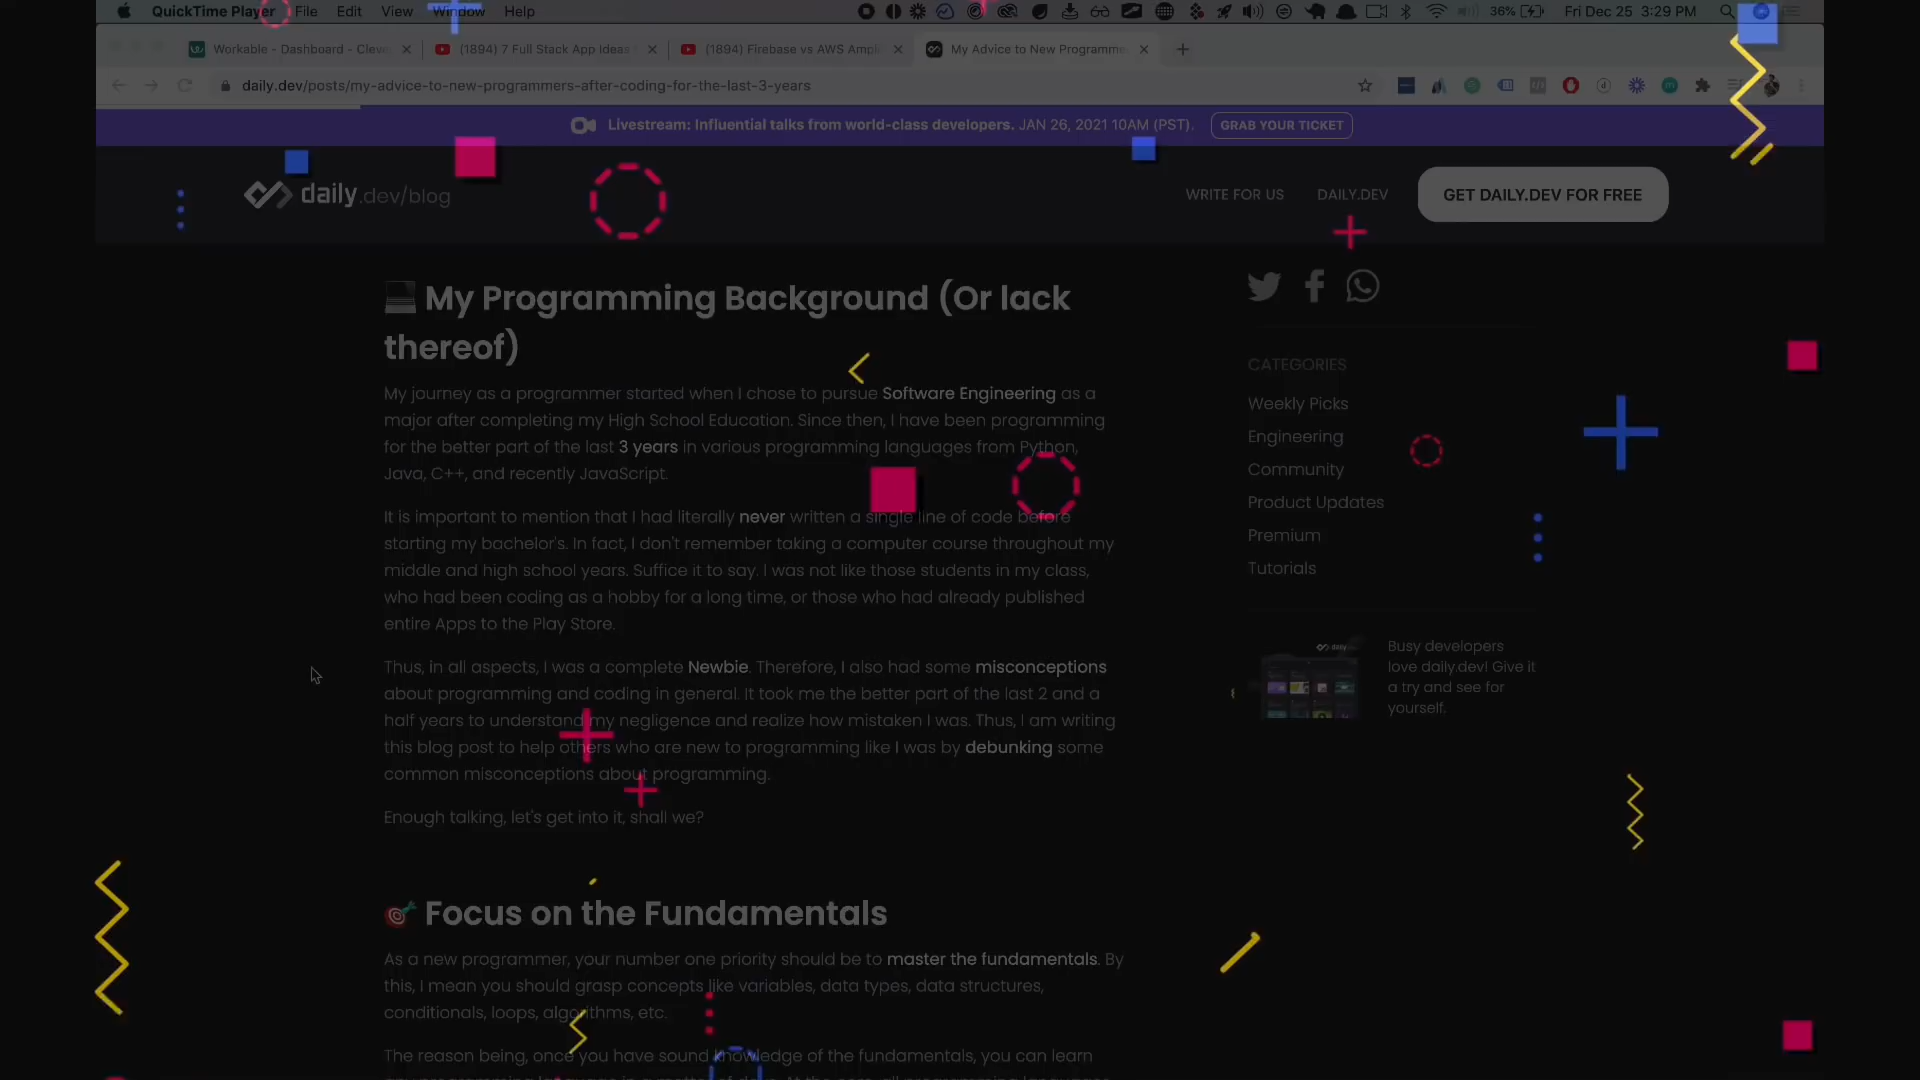 QuickTime Player File Edit View Window Help 36% Fri Dec 25 3:29 PM
Workable - Dashboard - Cleve (1894) 7 Full Stack App Ideas (1894) Firebase vs AWS Ampli My Advice to New Programme
daily.dev/posts/my-advice-to-new-programmers-after-coding-for-the-last-3-years
Livestream: Influential talks from world-class developers. JAN 26, 2021 10AM (PST). GRAB YOUR TICKET
daily.dev/blog WRITE FOR US DAILY.DEV GET DAILY.DEV FOR FREE
My Programming Background (Or lack
thereof)
My journey as a programmer started when I chose to pursue Software Engineering as a
major after completing my High School Education. Since then, I have been programming
for the better part of the last 3 years in various programming languages from Python,
Java, C++, and recently JavaScript.
It is important to mention that I had literally never written a single line of code before
starting my bachelor's. In fact, I don't remember taking a computer course throughout my
middle and high school years. Suffice it to say. I was not like those students in my class,
who had been coding as a hobby for a long time, or those who had already published
entire Apps to the Play Store.
Thus, in all aspects, I was a complete Newbie. Therefore, I also had some misconceptions
about programming and coding in general. It took me the better part of the last 2 and a
half years to understand my negligence and realize how mistaken I was. Thus, I am writing
this blog post to help others who are new to programming like I was by debunking some
common misconceptions about programming.
Enough talking, let's get into it, shall we?
Focus on the Fundamentals
As a new programmer, your number one priority should be to master the fundamentals. By
this, I mean you should grasp concepts like variables, data types, data structures,
conditionals, loops, algorithms, etc.
The reason being, once you have sound knowledge of the fundamentals, you can learn
CATEGORIES
Weekly Picks
Engineering
Community
Product Updates
Premium
Tutorials
daily
Busy developers
love daily.dev! Give it
a try and see for
yourself.